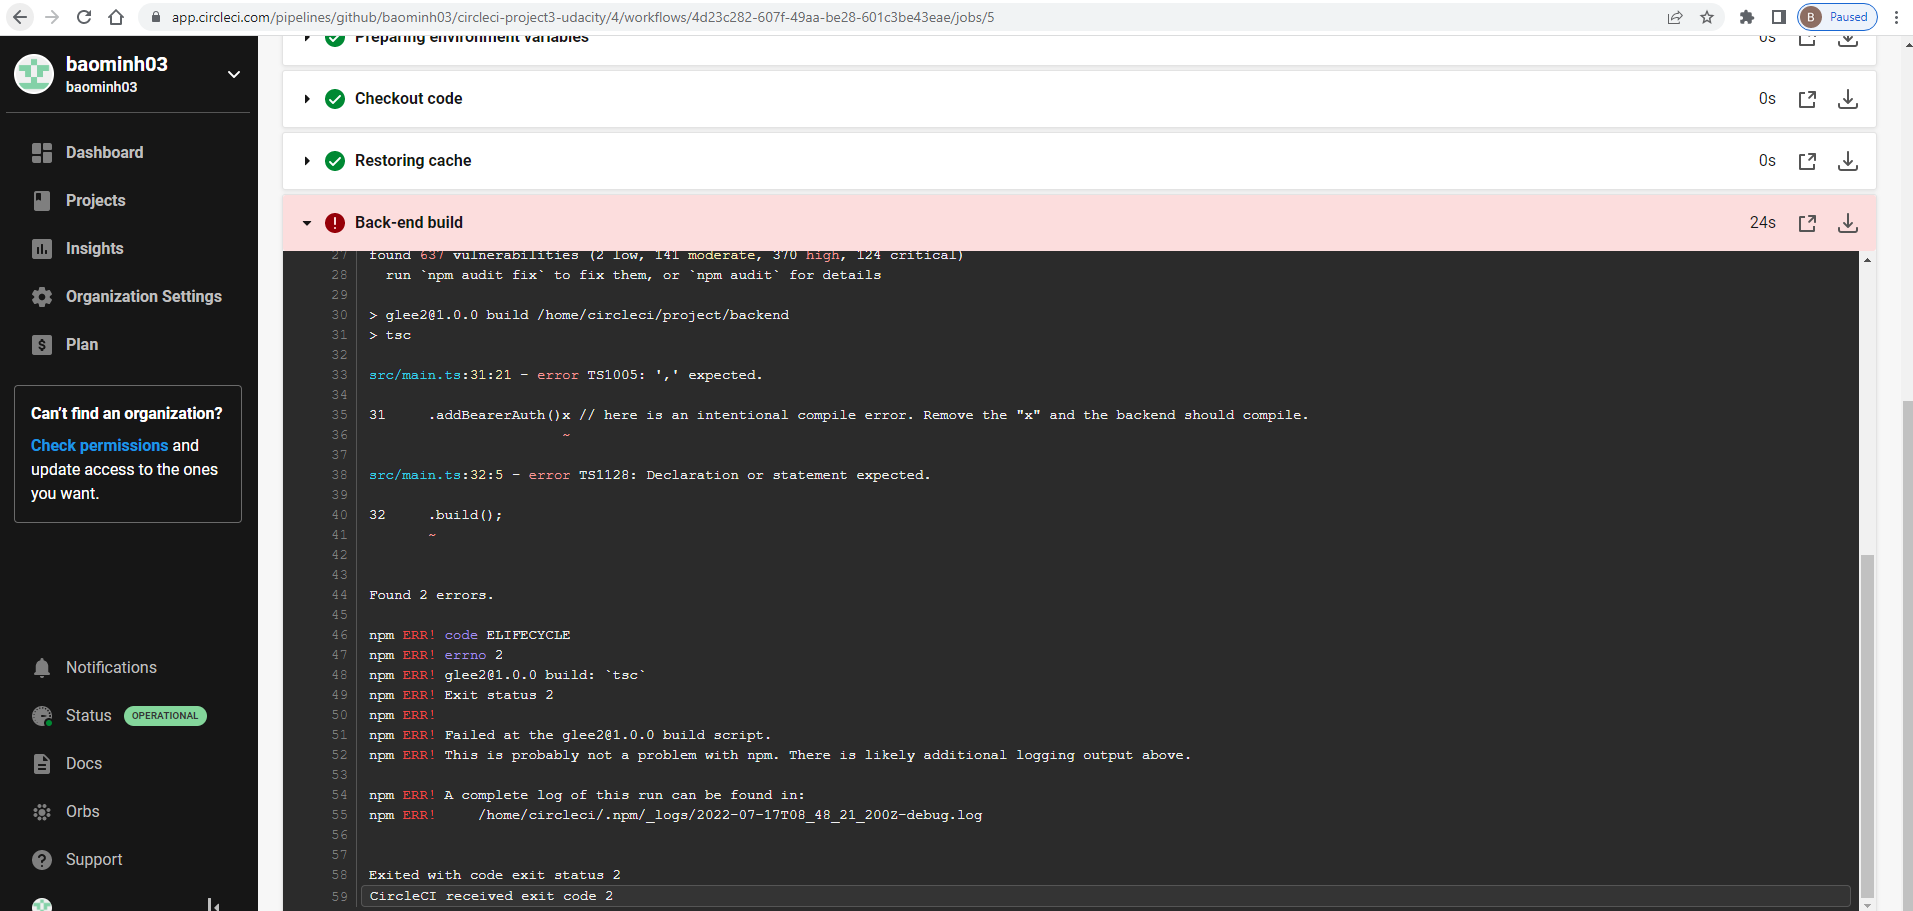 app.circleci.com/pipelines/github/baominh03/circleci-project3-udacity/4/workflows/4d23c282-607f-49aa-be28-601c3be43eae/jobs/5
B Paused
baominh03
baominh03
Dashboard
Projects
Insights
Organization Settings
Plan
Can't find an organization?
Check permissions and
update access to the ones
you want.
Notifications
Status OPERATIONAL
Docs
Orbs
Support
Preparing environment variables 0s
Checkout code 0s
Restoring cache 0s
Back-end build 24s
27 found 637 vulnerabilities (2 low, 141 moderate, 370 high, 124 critical)
28 run `npm audit fix` to fix them, or `npm audit` for details
29
30 > glee2@1.0.0 build /home/circleci/project/backend
31 > tsc
32
33 src/main.ts:31:21 - error TS1005: ',' expected.
34
35 31 .addBearerAuth()x // here is an intentional compile error. Remove the "x" and the backend should compile.
36 ~
37
38 src/main.ts:32:5 - error TS1128: Declaration or statement expected.
39
40 32 .build();
41 ~
42
43
44 Found 2 errors.
45
46 npm ERR! code ELIFECYCLE
47 npm ERR! errno 2
48 npm ERR! glee2@1.0.0 build: `tsc`
49 npm ERR! Exit status 2
50 npm ERR!
51 npm ERR! Failed at the glee2@1.0.0 build script.
52 npm ERR! This is probably not a problem with npm. There is likely additional logging output above.
53
54 npm ERR! A complete log of this run can be found in:
55 npm ERR! /home/circleci/.npm/_logs/2022-07-17T08_48_21_200Z-debug.log
56
57
58 Exited with code exit status 2
59 CircleCI received exit code 2